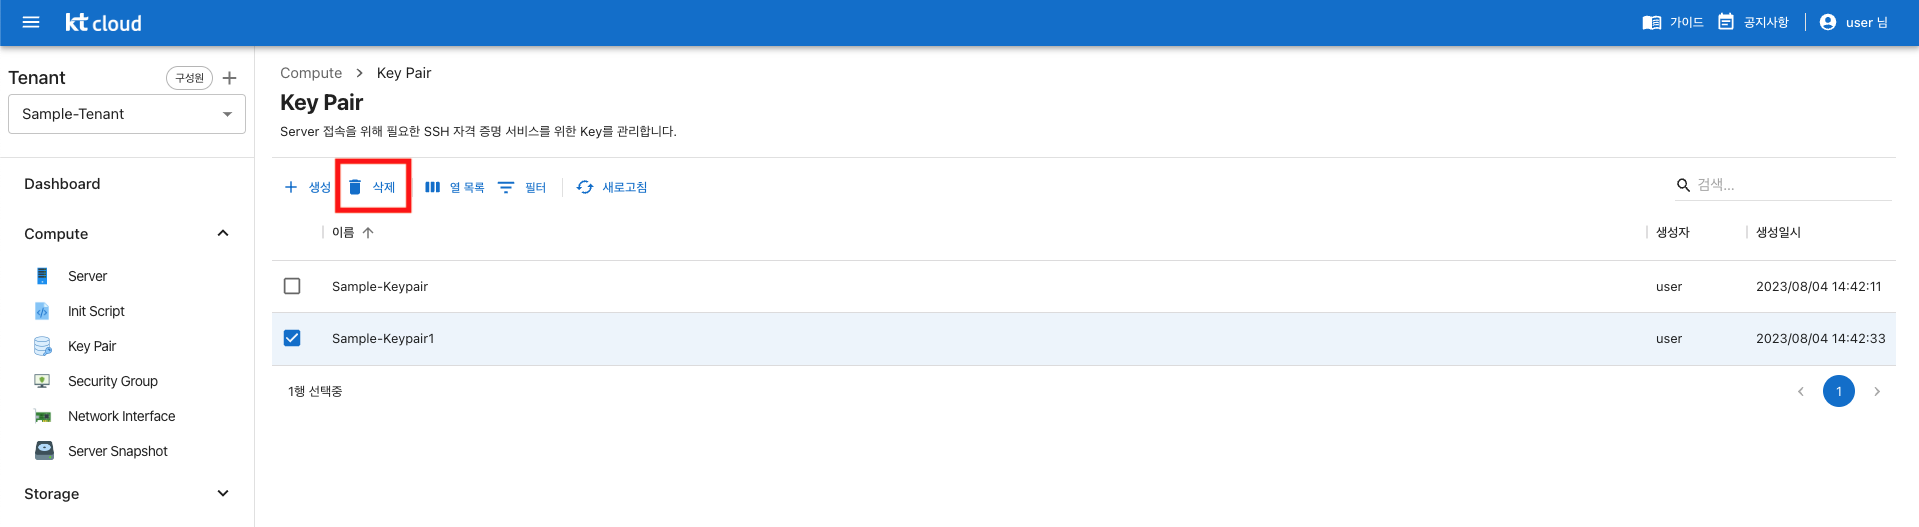 kt cloud
가이드
공지사항
user 님
Tenant
구성원
Sample-Tenant
Dashboard
Compute
Server
Init Script
Key Pair
Security Group
Network Interface
Server Snapshot
Storage
Compute > Key Pair
Key Pair
Server 접속을 위해 필요한 SSH 자격 증명 서비스를 위한 Key를 관리합니다.
생성 삭제 열 목록 필터 새로고침
검색...
이름 생성자 생성일시
Sample-Keypair user 2023/08/04 14:42:11
Sample-Keypair1 user 2023/08/04 14:42:33
1행 선택중
1